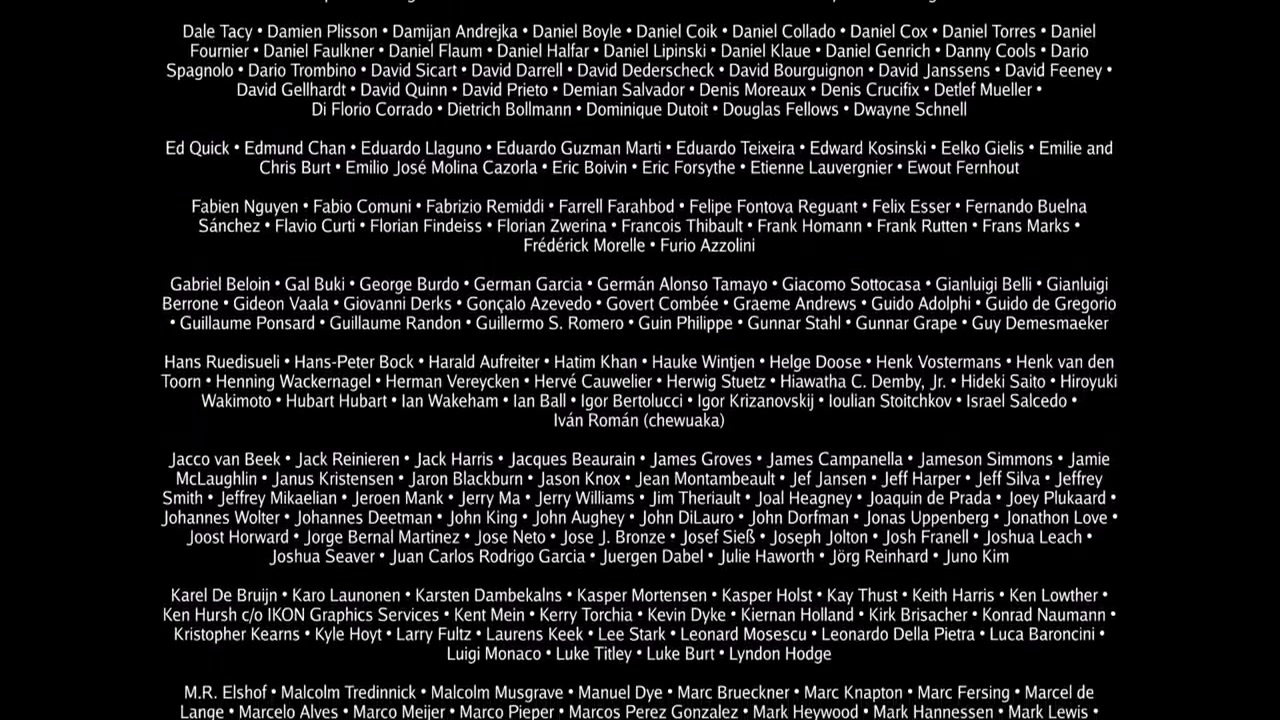 Dale Tacy • Damien Plisson • Damijan Andrejka • Daniel Boyle • Daniel Coik • Daniel Collado • Daniel Cox • Daniel Torres • Daniel
Fournier • Daniel Faulkner • Daniel Flaum • Daniel Halfar • Daniel Lipinski • Daniel Klaue • Daniel Genrich • Danny Cools • Dario
Spagnolo • Dario Trombino • David Sicart • David Darrell • David Dederscheck • David Bourguignon • David Janssens • David Feeney •
David Gellhardt • David Quinn • David Prieto • Demian Salvador • Denis Moreaux • Denis Crucifix • Detlef Mueller •
Di Florio Corrado • Dietrich Bollmann • Dominique Dutoit • Douglas Fellows • Dwayne Schnell
Ed Quick • Edmund Chan • Eduardo Llaguno • Eduardo Guzman Marti • Eduardo Teixeira • Edward Kosinski • Eelko Gielis • Emilie and
Chris Burt • Emilio José Molina Cazorla • Eric Boivin • Eric Forsythe • Etienne Lauvergnier • Ewout Fernhout
Fabien Nguyen • Fabio Comuni • Fabrizio Remiddi • Farrell Farahbod • Felipe Fontova Reguant • Felix Esser • Fernando Buelna
Sánchez • Flavio Curti • Florian Findeiss • Florian Zwerina • Francois Thibault • Frank Homann • Frank Rutten • Frans Marks •
Frédérick Morelle • Furio Azzolini
Gabriel Beloin • Gal Buki • George Burdo • German Garcia • Germán Alonso Tamayo • Giacomo Sottocasa • Gianluigi Belli • Gianluigi
Berrone • Gideon Vaala • Giovanni Derks • Gonçalo Azevedo • Govert Combée • Graeme Andrews • Guido Adolphi • Guido de Gregorio
• Guillaume Ponsard • Guillaume Randon • Guillermo S. Romero • Guin Philippe • Gunnar Stahl • Gunnar Grape • Guy Demesmaeker
Hans Ruedisueli • Hans-Peter Bock • Harald Aufreiter • Hatim Khan • Hauke Wintjen • Helge Doose • Henk Vostermans • Henk van den
Toorn • Henning Wackernagel • Herman Vereycken • Hervé Cauwelier • Herwig Stuetz • Hiawatha C. Demby, Jr. • Hideki Saito • Hiroyuki
Wakimoto • Hubart Hubart • Ian Wakeham • Ian Ball • Igor Bertolucci • Igor Krizanovskij • Ioulian Stoitchkov • Israel Salcedo •
Iván Román (chewuaka)
Jacco van Beek • Jack Reinieren • Jack Harris • Jacques Beaurain • James Groves • James Campanella • Jameson Simmons • Jamie
McLaughlin • Janus Kristensen • Jaron Blackburn • Jason Knox • Jean Montambeault • Jef Jansen • Jeff Harper • Jeff Silva • Jeffrey
Smith • Jeffrey Mikaelian • Jeroen Mank • Jerry Ma • Jerry Williams • Jim Theriault • Joal Heagney • Joaquin de Prada • Joey Plukaard •
Johannes Wolter • Johannes Deetman • John King • John Aughey • John DiLauro • John Dorfman • Jonas Uppenberg • Jonathon Love •
Joost Horward • Jorge Bernal Martinez • Jose Neto • Jose J. Bronze • Josef Sieß • Joseph Jolton • Josh Franell • Joshua Leach •
Joshua Seaver • Juan Carlos Rodrigo Garcia • Juergen Dabel • Julie Haworth • Jörg Reinhard • Juno Kim
Karel De Bruijn • Karo Launonen • Karsten Dambekalns • Kasper Mortensen • Kasper Holst • Kay Thust • Keith Harris • Ken Lowther •
Ken Hursh c/o IKON Graphics Services • Kent Mein • Kerry Torchia • Kevin Dyke • Kiernan Holland • Kirk Brisacher • Konrad Naumann •
Kristopher Kearns • Kyle Hoyt • Larry Fultz • Laurens Keek • Lee Stark • Leonard Mosescu • Leonardo Della Pietra • Luca Baroncini •
Luigi Monaco • Luke Titley • Luke Burt • Lyndon Hodge
M.R. Elshof • Malcolm Tredinnick • Malcolm Musgrave • Manuel Dye • Marc Brueckner • Marc Knapton • Marc Fersing • Marcel de
Lange • Marcelo Alves • Marco Meijer • Marco Pieper • Marcos Perez Gonzalez • Mark Heywood • Mark Hannessen • Mark Lewis •